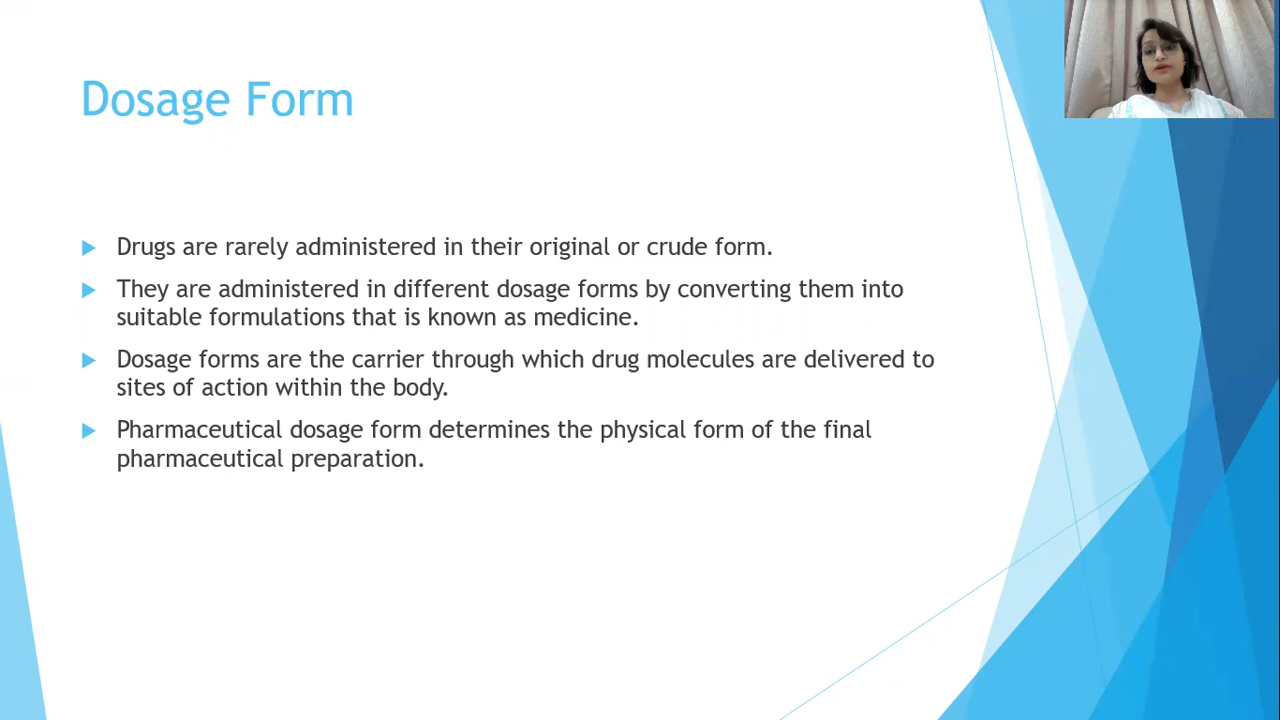 Dosage Form
Drugs are rarely administered in their original or crude form.
They are administered in different dosage forms by converting them into
suitable formulations that is known as medicine.
Dosage forms are the carrier through which drug molecules are delivered to
sites of action within the body.
Pharmaceutical dosage form determines the physical form of the final
pharmaceutical preparation.